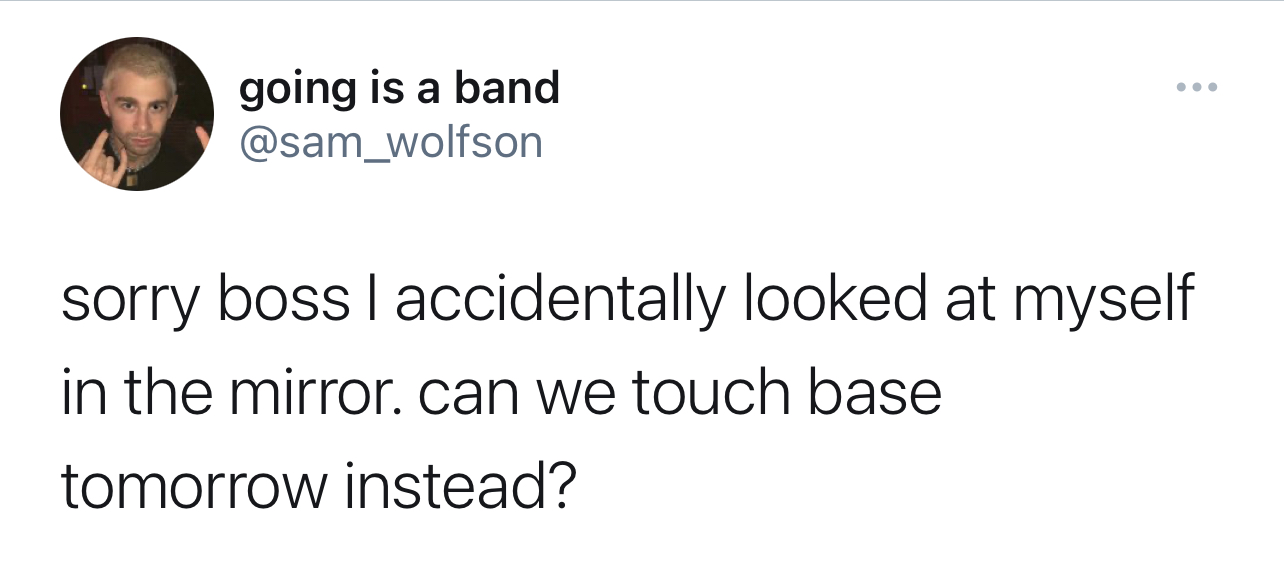 going is a band
@sam_wolfson
sorry boss I accidentally looked at myself
in the mirror. can we touch base
tomorrow instead?